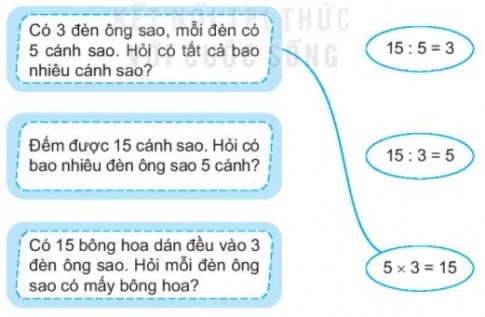 KẾT NỐI TRI THỨC
VỚI CUỘC SỐNG
Có 3 đèn ông sao, mỗi đèn có
5 cánh sao. Hỏi có tất cả bao
nhiêu cánh sao?
15 : 5 = 3
Đếm được 15 cánh sao. Hỏi có
bao nhiêu đèn ông sao 5 cánh?
15 : 3 = 5
Có 15 bông hoa dán đều vào 3
đèn ông sao. Hỏi mỗi đèn ông
sao có mấy bông hoa?
5 × 3 = 15